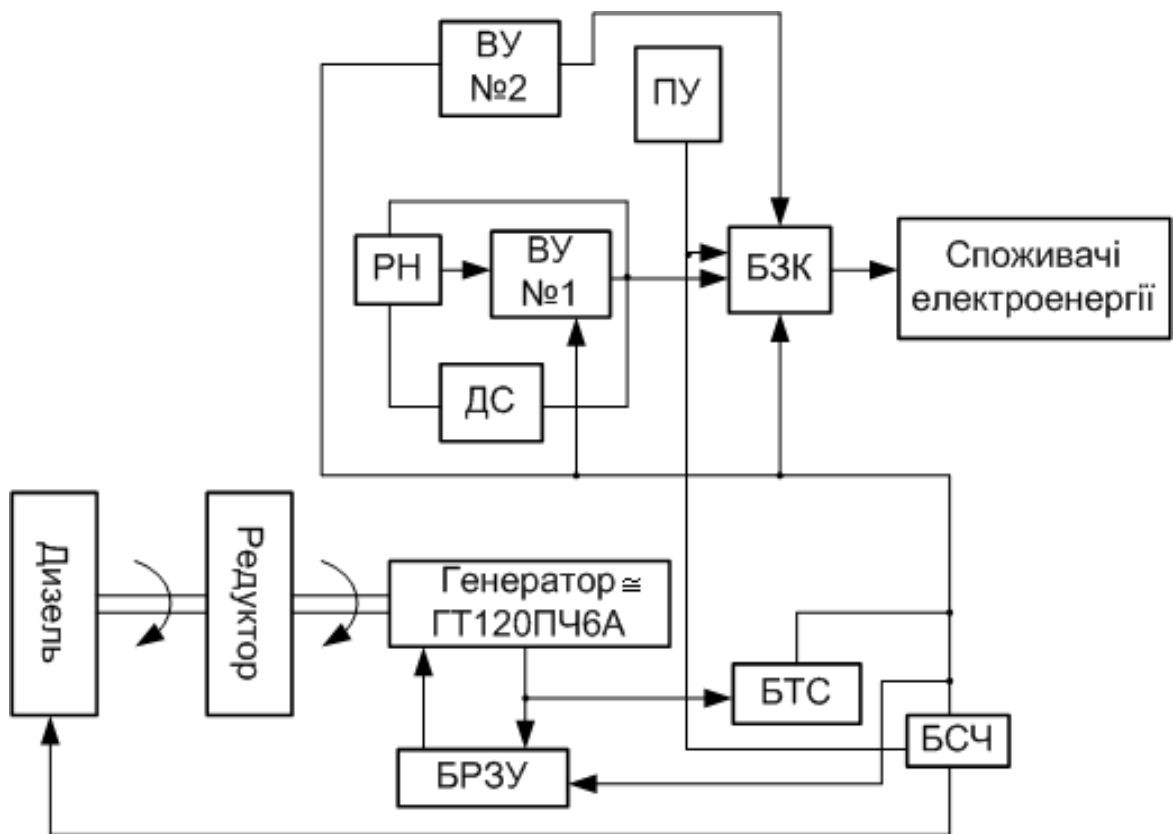 ВУ
№2
ПУ
РН
ВУ
№1
БЗК
Споживачі
електроенергії
ДС
Дизель
Редуктор
Генератор ≅
ГТ120ПЧ6А
БТС
БСЧ
БРЗУ